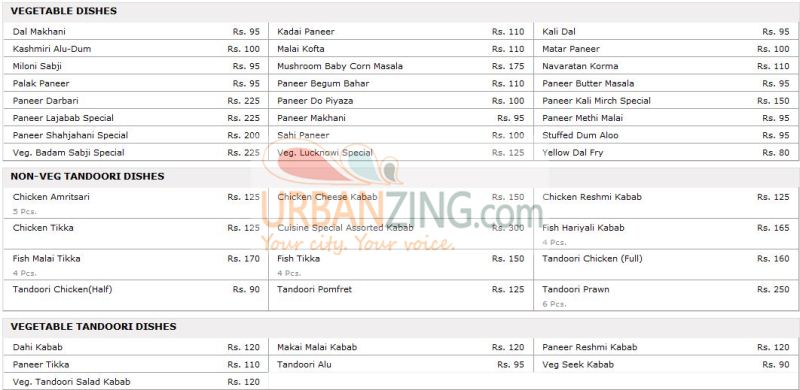 VEGETABLE DISHES
Dal Makhani Rs. 95 Kadai Paneer Rs. 110 Kali Dal Rs. 95
Kashmiri Alu-Dum Rs. 100 Malai Kofta Rs. 110 Matar Paneer Rs. 100
Miloni Sabji Rs. 95 Mushroom Baby Corn Masala Rs. 175 Navaratan Korma Rs. 110
Palak Paneer Rs. 95 Paneer Begum Bahar Rs. 110 Paneer Butter Masala Rs. 95
Paneer Darbari Rs. 225 Paneer Do Piyaza Rs. 100 Paneer Kali Mirch Special Rs. 150
Paneer Lajabab Special Rs. 225 Paneer Makhani Rs. 95 Paneer Methi Malai Rs. 95
Paneer Shahjahani Special Rs. 200 Sahi Paneer Rs. 100 Stuffed Dum Aloo Rs. 95
Veg. Badam Sabji Special Rs. 225 Veg. Lucknowi Special Rs. 125 Yellow Dal Fry Rs. 80
NON-VEG TANDOORI DISHES
Chicken Amritsari Rs. 125 Chicken Cheese Kabab Rs. 150 Chicken Reshmi Kabab Rs. 125
5 Pcs.
URBANZING.com
Chicken Tikka Rs. 125 Cuisine Special Assorted Kabab Rs. 300 Fish Hariyali Kabab Rs. 165
4 Pcs.
Your city. Your voice.
Fish Malai Tikka Rs. 170 Fish Tikka Rs. 150 Tandoori Chicken (Full) Rs. 160
4 Pcs. 4 Pcs.
Tandoori Chicken(Half) Rs. 90 Tandoori Pomfret Rs. 125 Tandoori Prawn Rs. 250
6 Pcs.
VEGETABLE TANDOORI DISHES
Dahi Kabab Rs. 120 Makai Malai Kabab Rs. 120 Paneer Reshmi Kabab Rs. 120
Paneer Tikka Rs. 110 Tandoori Alu Rs. 95 Veg Seek Kabab Rs. 90
Veg. Tandoori Salad Kabab Rs. 120